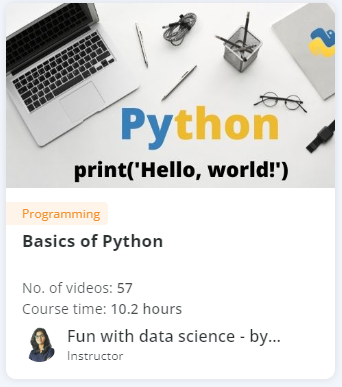 Python
print('Hello, world!')
Programming
Basics of Python
No. of videos: 57
Course time: 10.2 hours
Fun with data science - by...
Instructor